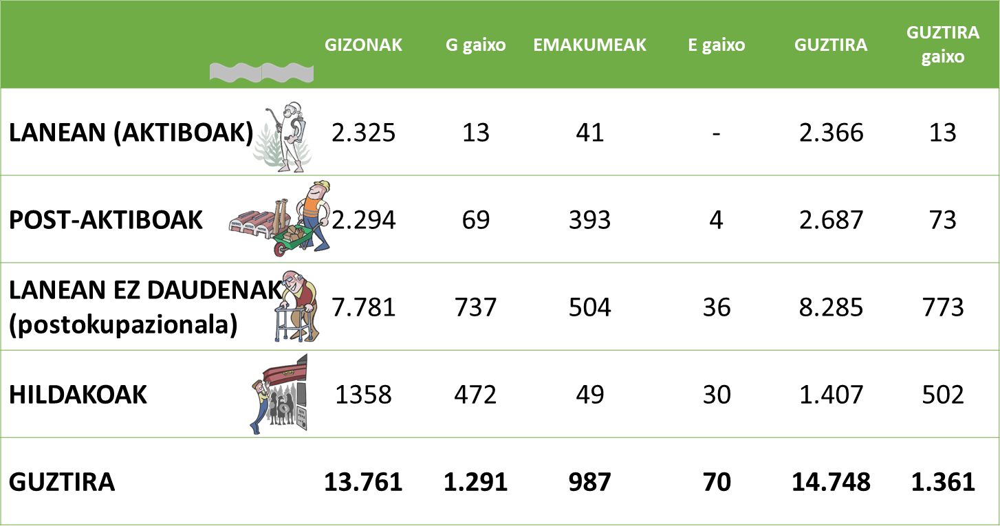 GIZONAK G gaixo EMAKUMEAK E gaixo GUZTIRA GUZTIRA
gaixo
LANEAN (AKTIBOAK) 2.325 13 41 - 2.366 13
POST-AKTIBOAK 2.294 69 393 4 2.687 73
LANEAN EZ DAUDENAK
(postokupazionala) 7.781 737 504 36 8.285 773
HILDAKOAK 1358 472 49 30 1.407 502
GUZTIRA 13.761 1.291 987 70 14.748 1.361